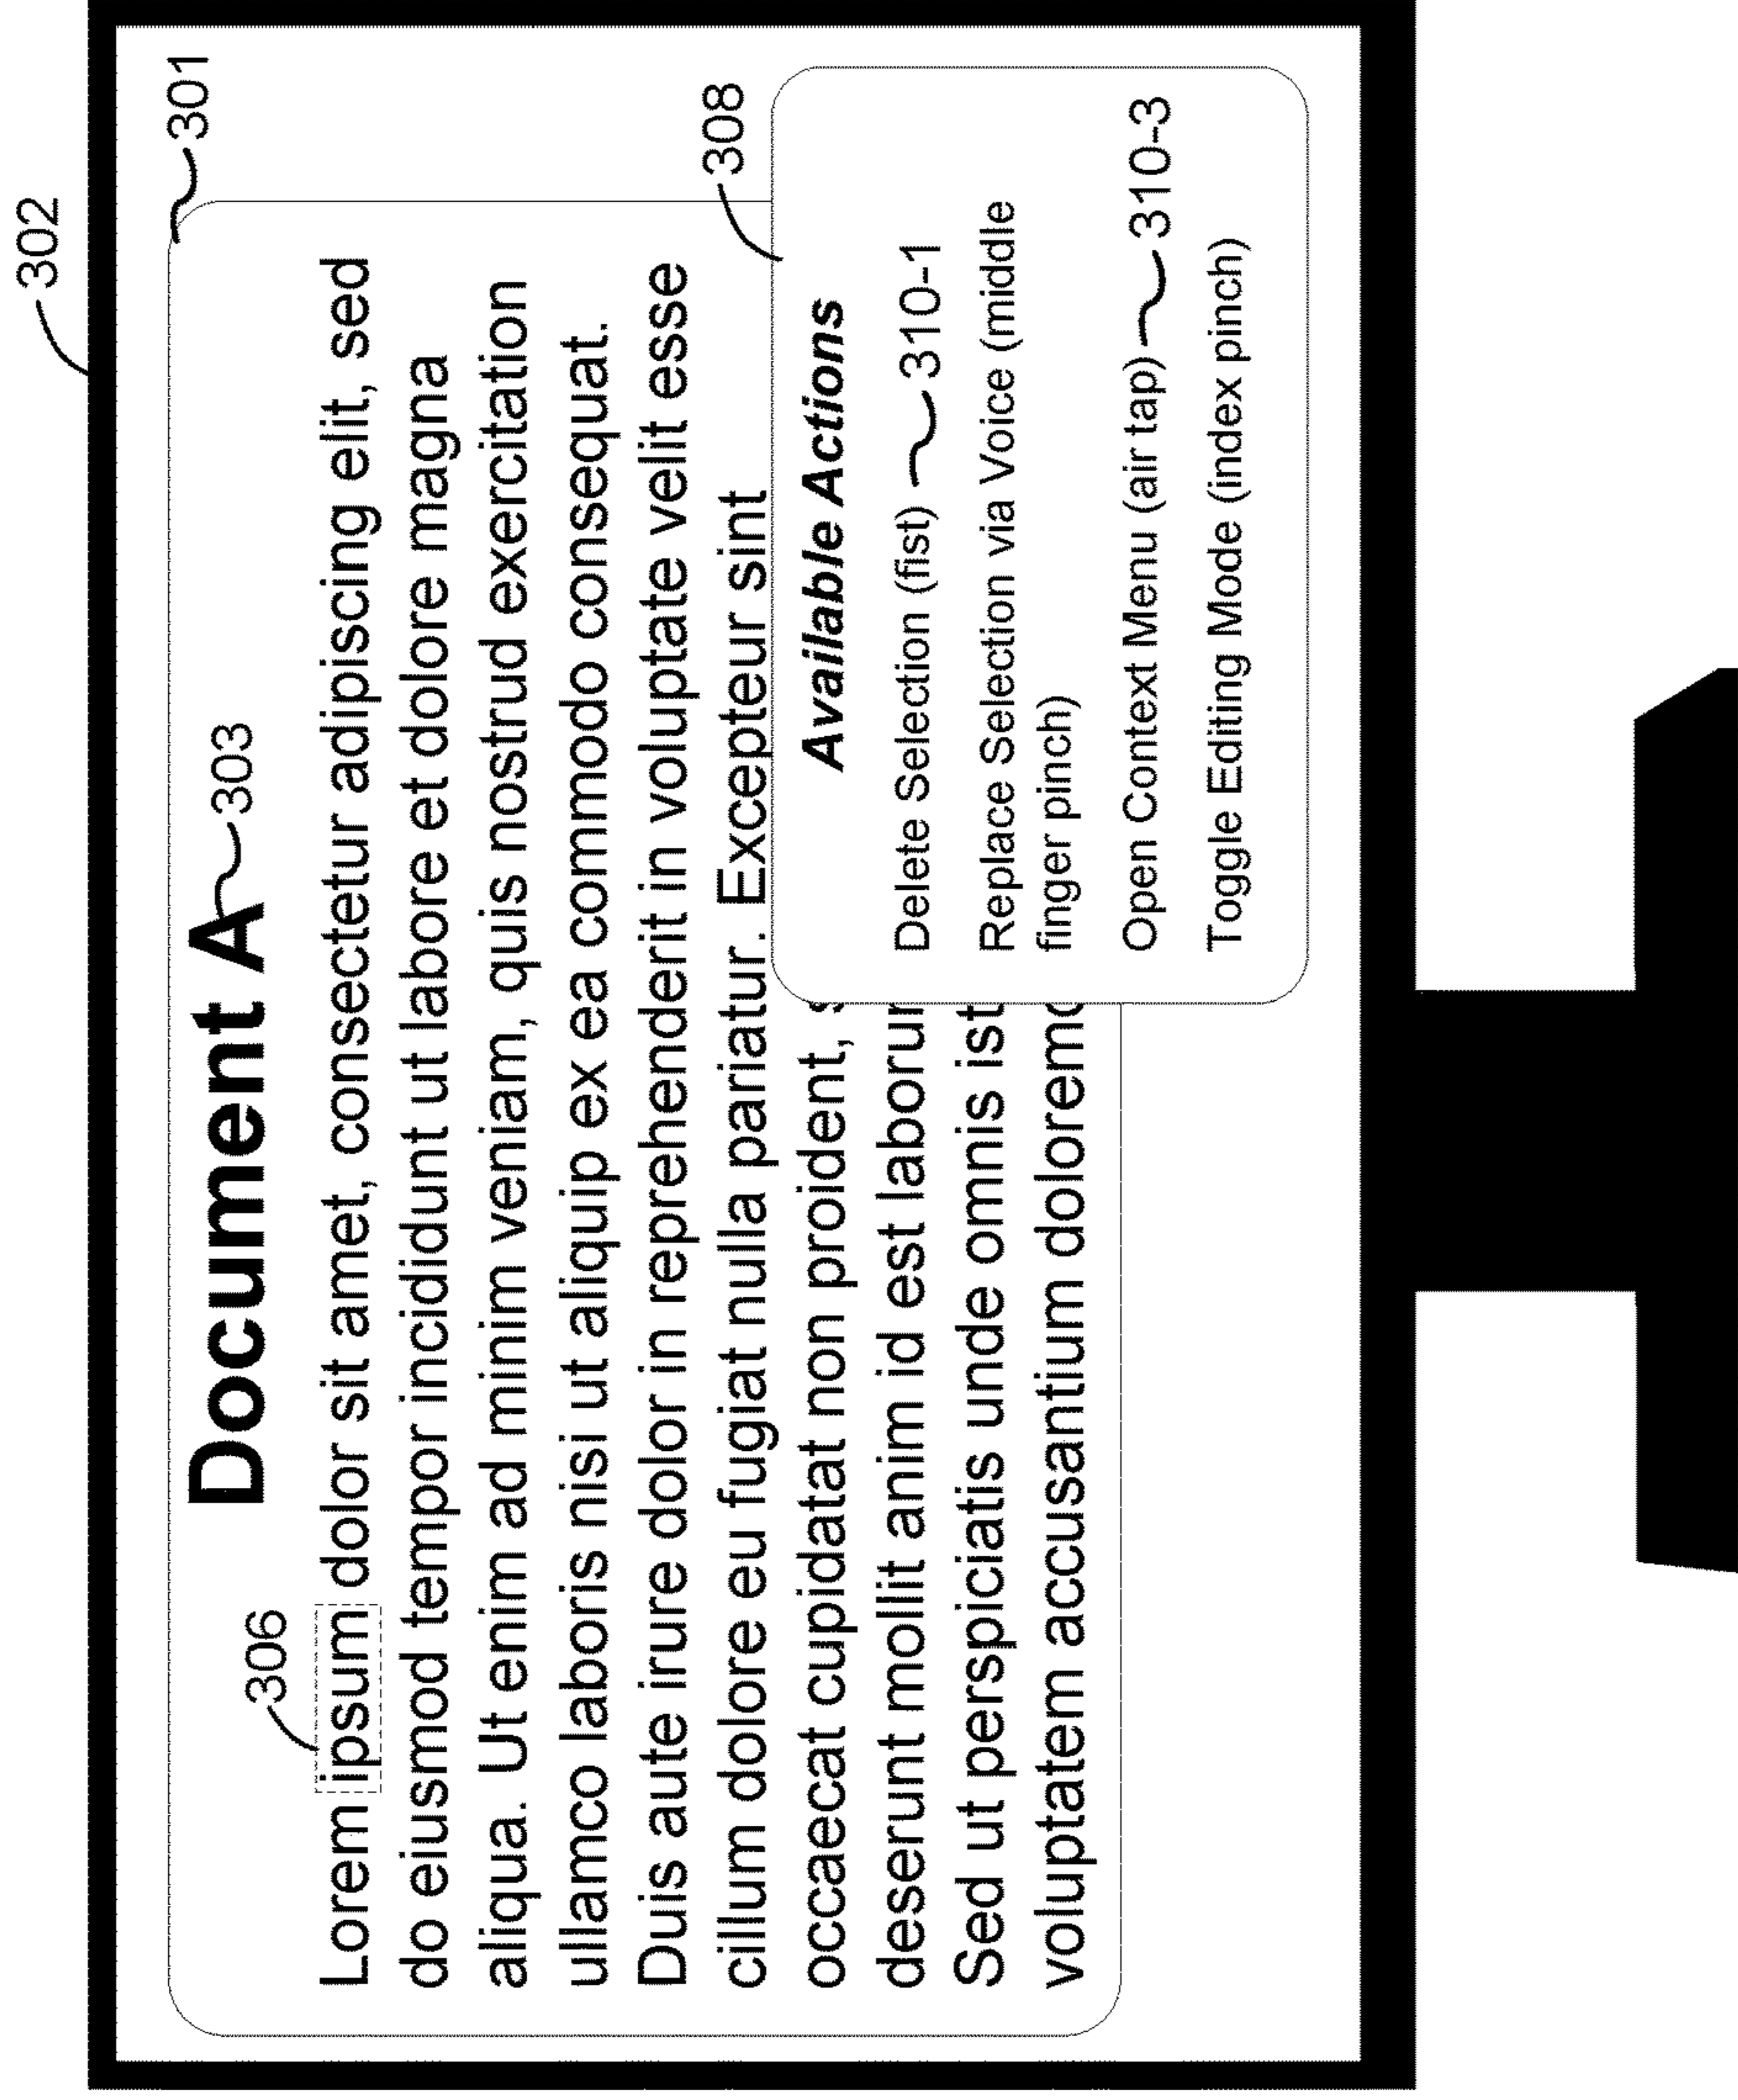 302
301
Document A 303
306
Lorem ipsum dolor sit amet, consectetur adipiscing elit, sed
do eiusmod tempor incididunt ut labore et dolore magna
aliqua. Ut enim ad minim veniam, quis nostrud exercitation
ullamco laboris nisi ut aliquip ex ea commodo consequat.
Duis aute irure dolor in reprehenderit in voluptate velit esse
cillum dolore eu fugiat nulla pariatur. Excepteur sint
occaecat cupidatat non proident, s
deserunt mollit anim id est laborur
Sed ut perspiciatis unde omnis ist
voluptatem accusantium doloremc
308
Available Actions
Delete Selection (fist) 310-1
Replace Selection via Voice (middle
finger pinch)
Open Context Menu (air tap) 310-3
Toggle Editing Mode (index pinch)